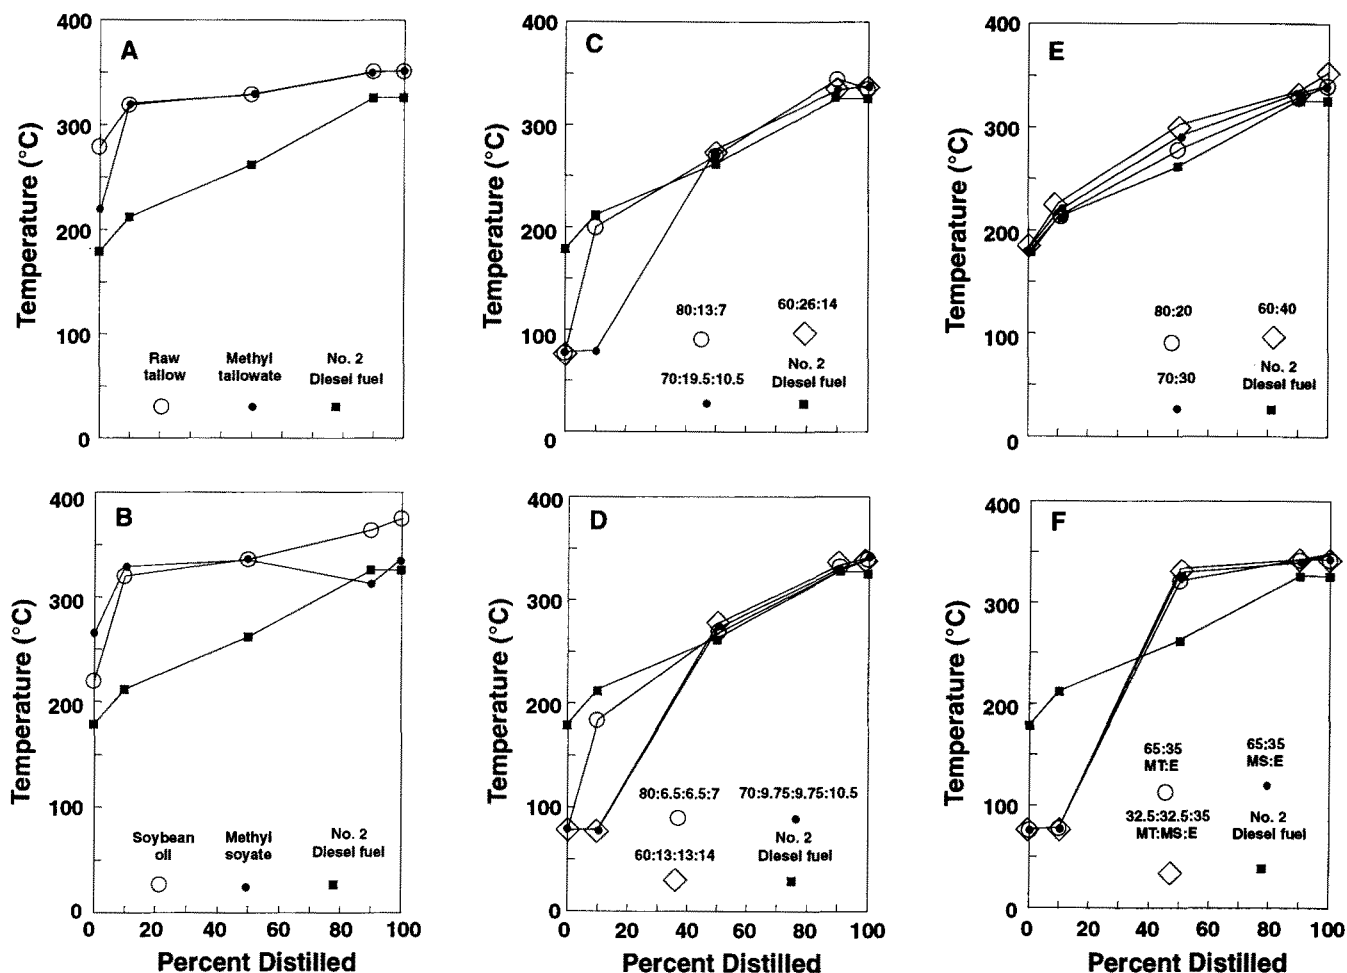 A
400
300
200
100
0
Temperature (°C)
Raw
tallow
Methyl
tallowate
No. 2
Diesel fuel
C
400
300
200
100
0
Temperature (°C)
80:13:7
60:26:14
70:19.5:10.5
No. 2
Diesel fuel
E
400
300
200
100
0
Temperature (°C)
80:20
60:40
70:30
No. 2
Diesel fuel
B
400
300
200
100
0
Temperature (°C)
Soybean
oil
Methyl
soyate
No. 2
Diesel fuel
0 20 40 60 80 100
Percent Distilled
D
400
300
200
100
0
Temperature (°C)
80:6.5:6.5:7
70:9.75:9.75:10.5
60:13:13:14
No. 2
Diesel fuel
0 20 40 60 80 100
Percent Distilled
F
400
300
200
100
0
Temperature (°C)
65:35
MT:E
65:35
MS:E
32.5:32.5:35
MT:MS:E
No. 2
Diesel fuel
0 20 40 60 80 100
Percent Distilled